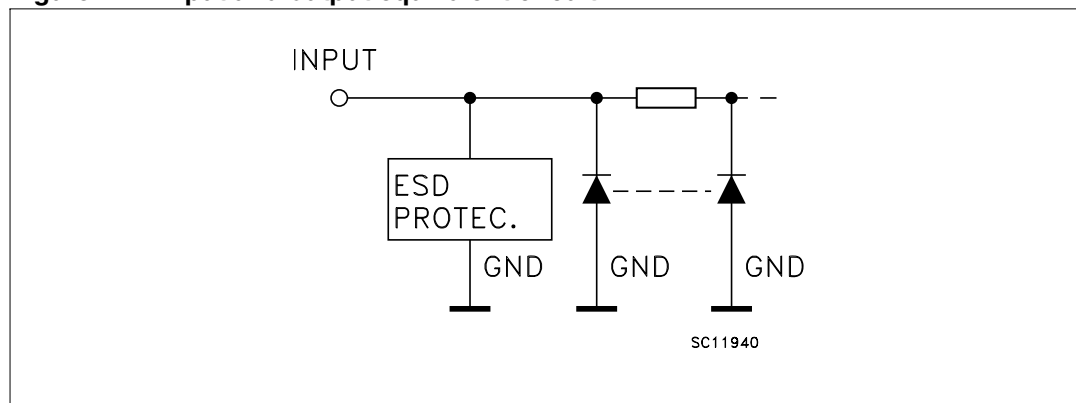 INPUT
ESD
PROTEC.
GND
GND
GND
SC11940